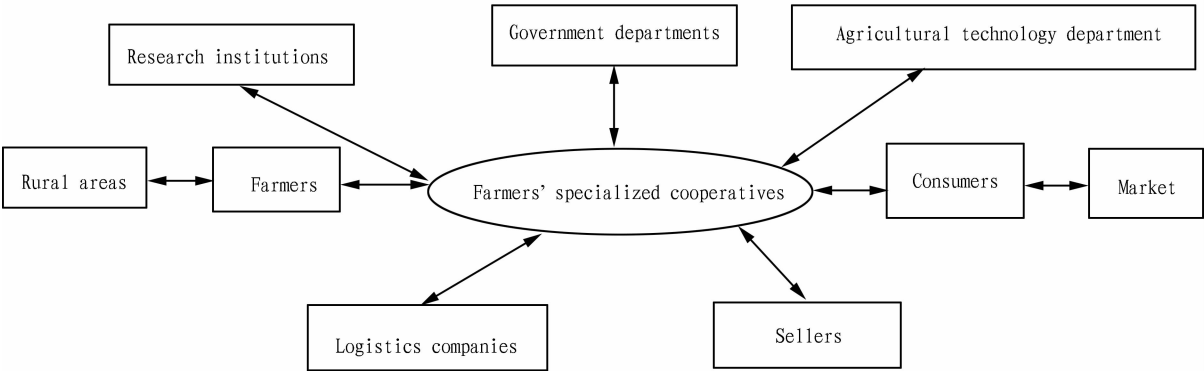 Government departments
Agricultural technology department
Research institutions
Rural areas
Farmers
Farmers’ specialized cooperatives
Consumers
Market
Logistics companies
Sellers